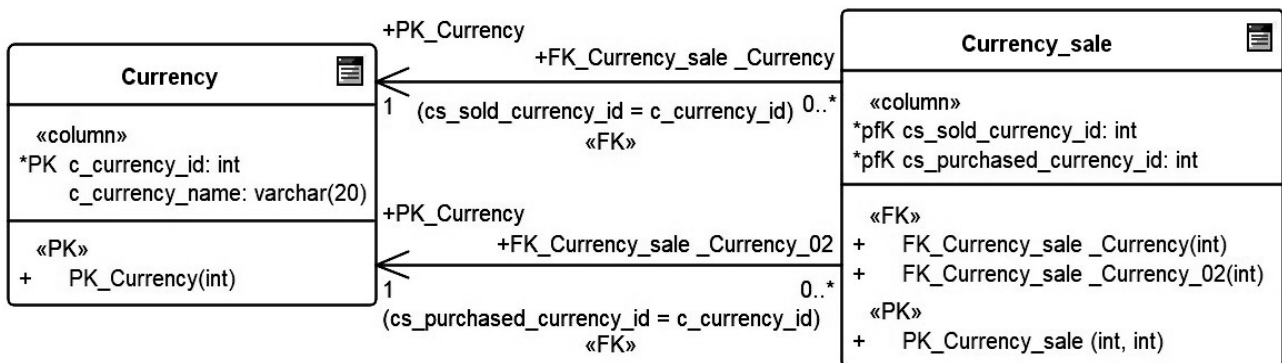 Currency
«column»
*PK c_currency_id: int
c_currency_name: varchar(20)
«PK»
+ PK_Currency(int)
+PK_Currency
+FK_Currency_sale _Currency
1
0..*
(cs_sold_currency_id = c_currency_id)
«FK»
+PK_Currency
+FK_Currency_sale _Currency_02
1
0..*
(cs_purchased_currency_id = c_currency_id)
«FK»
Currency_sale
«column»
*pfK cs_sold_currency_id: int
*pfK cs_purchased_currency_id: int
«FK»
+ FK_Currency_sale _Currency(int)
+ FK_Currency_sale _Currency_02(int)
«PK»
+ PK_Currency_sale (int, int)